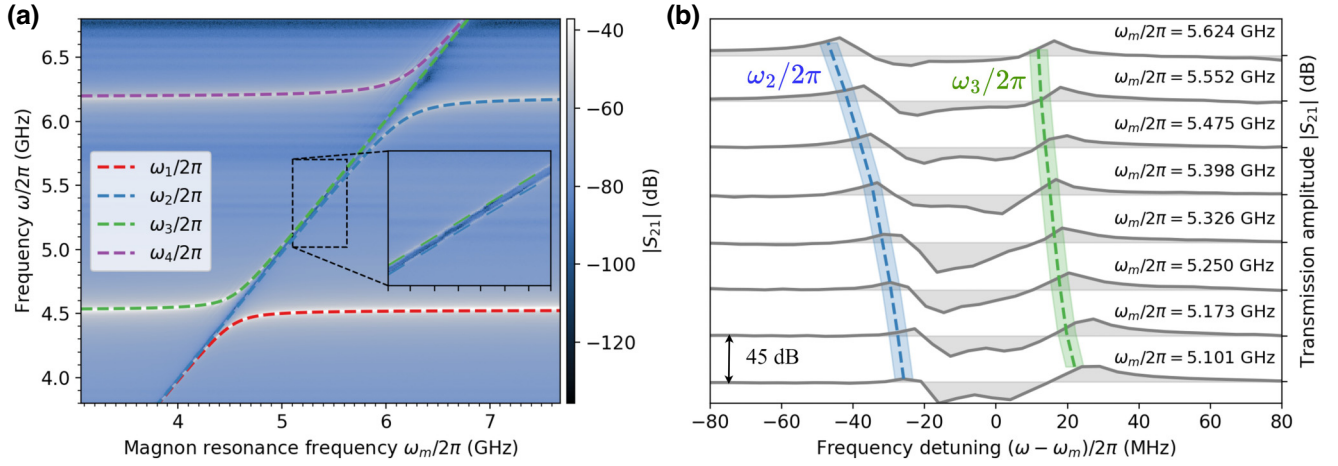 (a)
6.5
6.0
5.5
5.0
4.5
4.0
Frequency ω/2π (GHz)
ω₁/2π
ω₂/2π
ω₃/2π
ω₄/2π
4
5
6
7
Magnon resonance frequency ωₘ/2π (GHz)
−40
−60
−80
−100
−120
|S₂₁| (dB)
(b)
ω₂/2π
ω₃/2π
ωₘ/2π = 5.624 GHz
ωₘ/2π = 5.552 GHz
ωₘ/2π = 5.475 GHz
ωₘ/2π = 5.398 GHz
ωₘ/2π = 5.326 GHz
ωₘ/2π = 5.250 GHz
ωₘ/2π = 5.173 GHz
ωₘ/2π = 5.101 GHz
45 dB
−80
−60
−40
−20
0
20
40
60
80
Frequency detuning (ω − ωₘ)/2π (MHz)
Transmission amplitude |S₂₁| (dB)